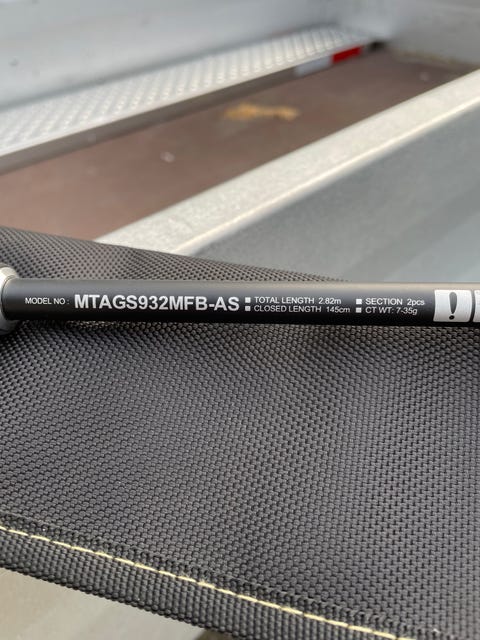 MODEL NO : MTAGS932MFB-AS
■ TOTAL LENGTH 2.82m ■ SECTION 2pcs
■ CLOSED LENGTH 145cm ■ CT WT: 7-35g
!